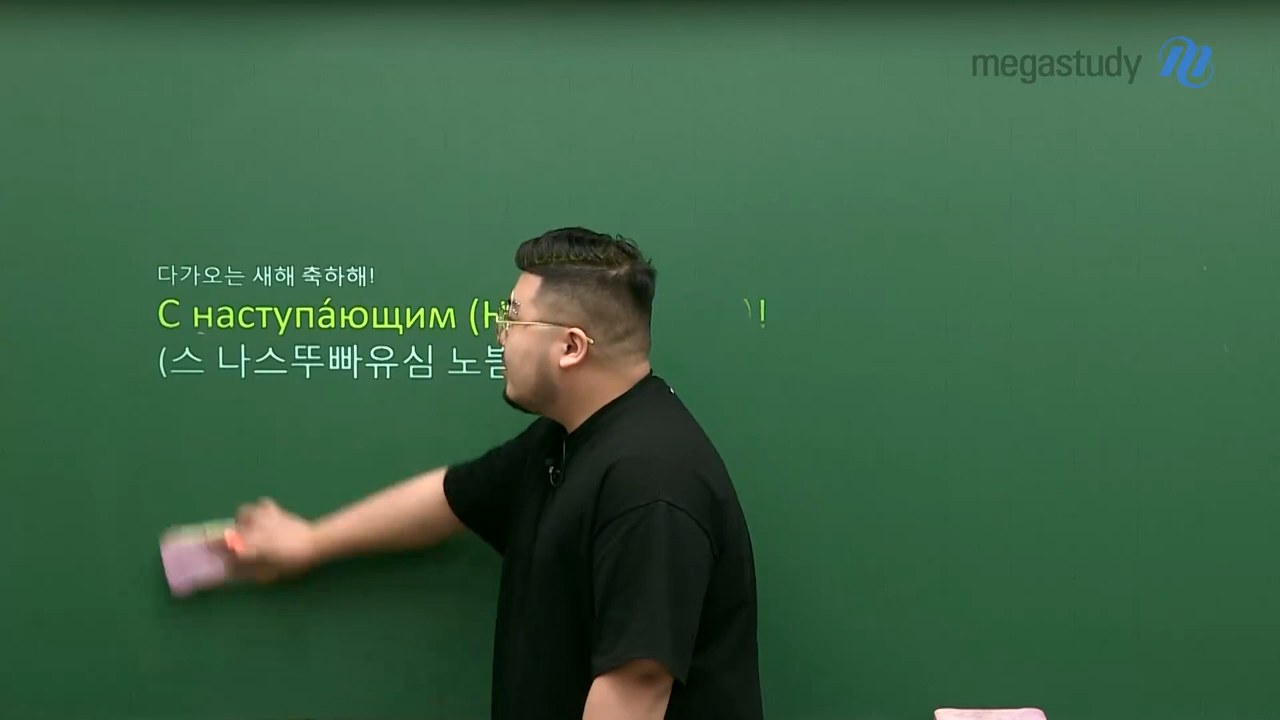 megastudy
다가오는 새해 축하해!
С наступа́ющим (Н )!
(스 나스뚜빠유심 노